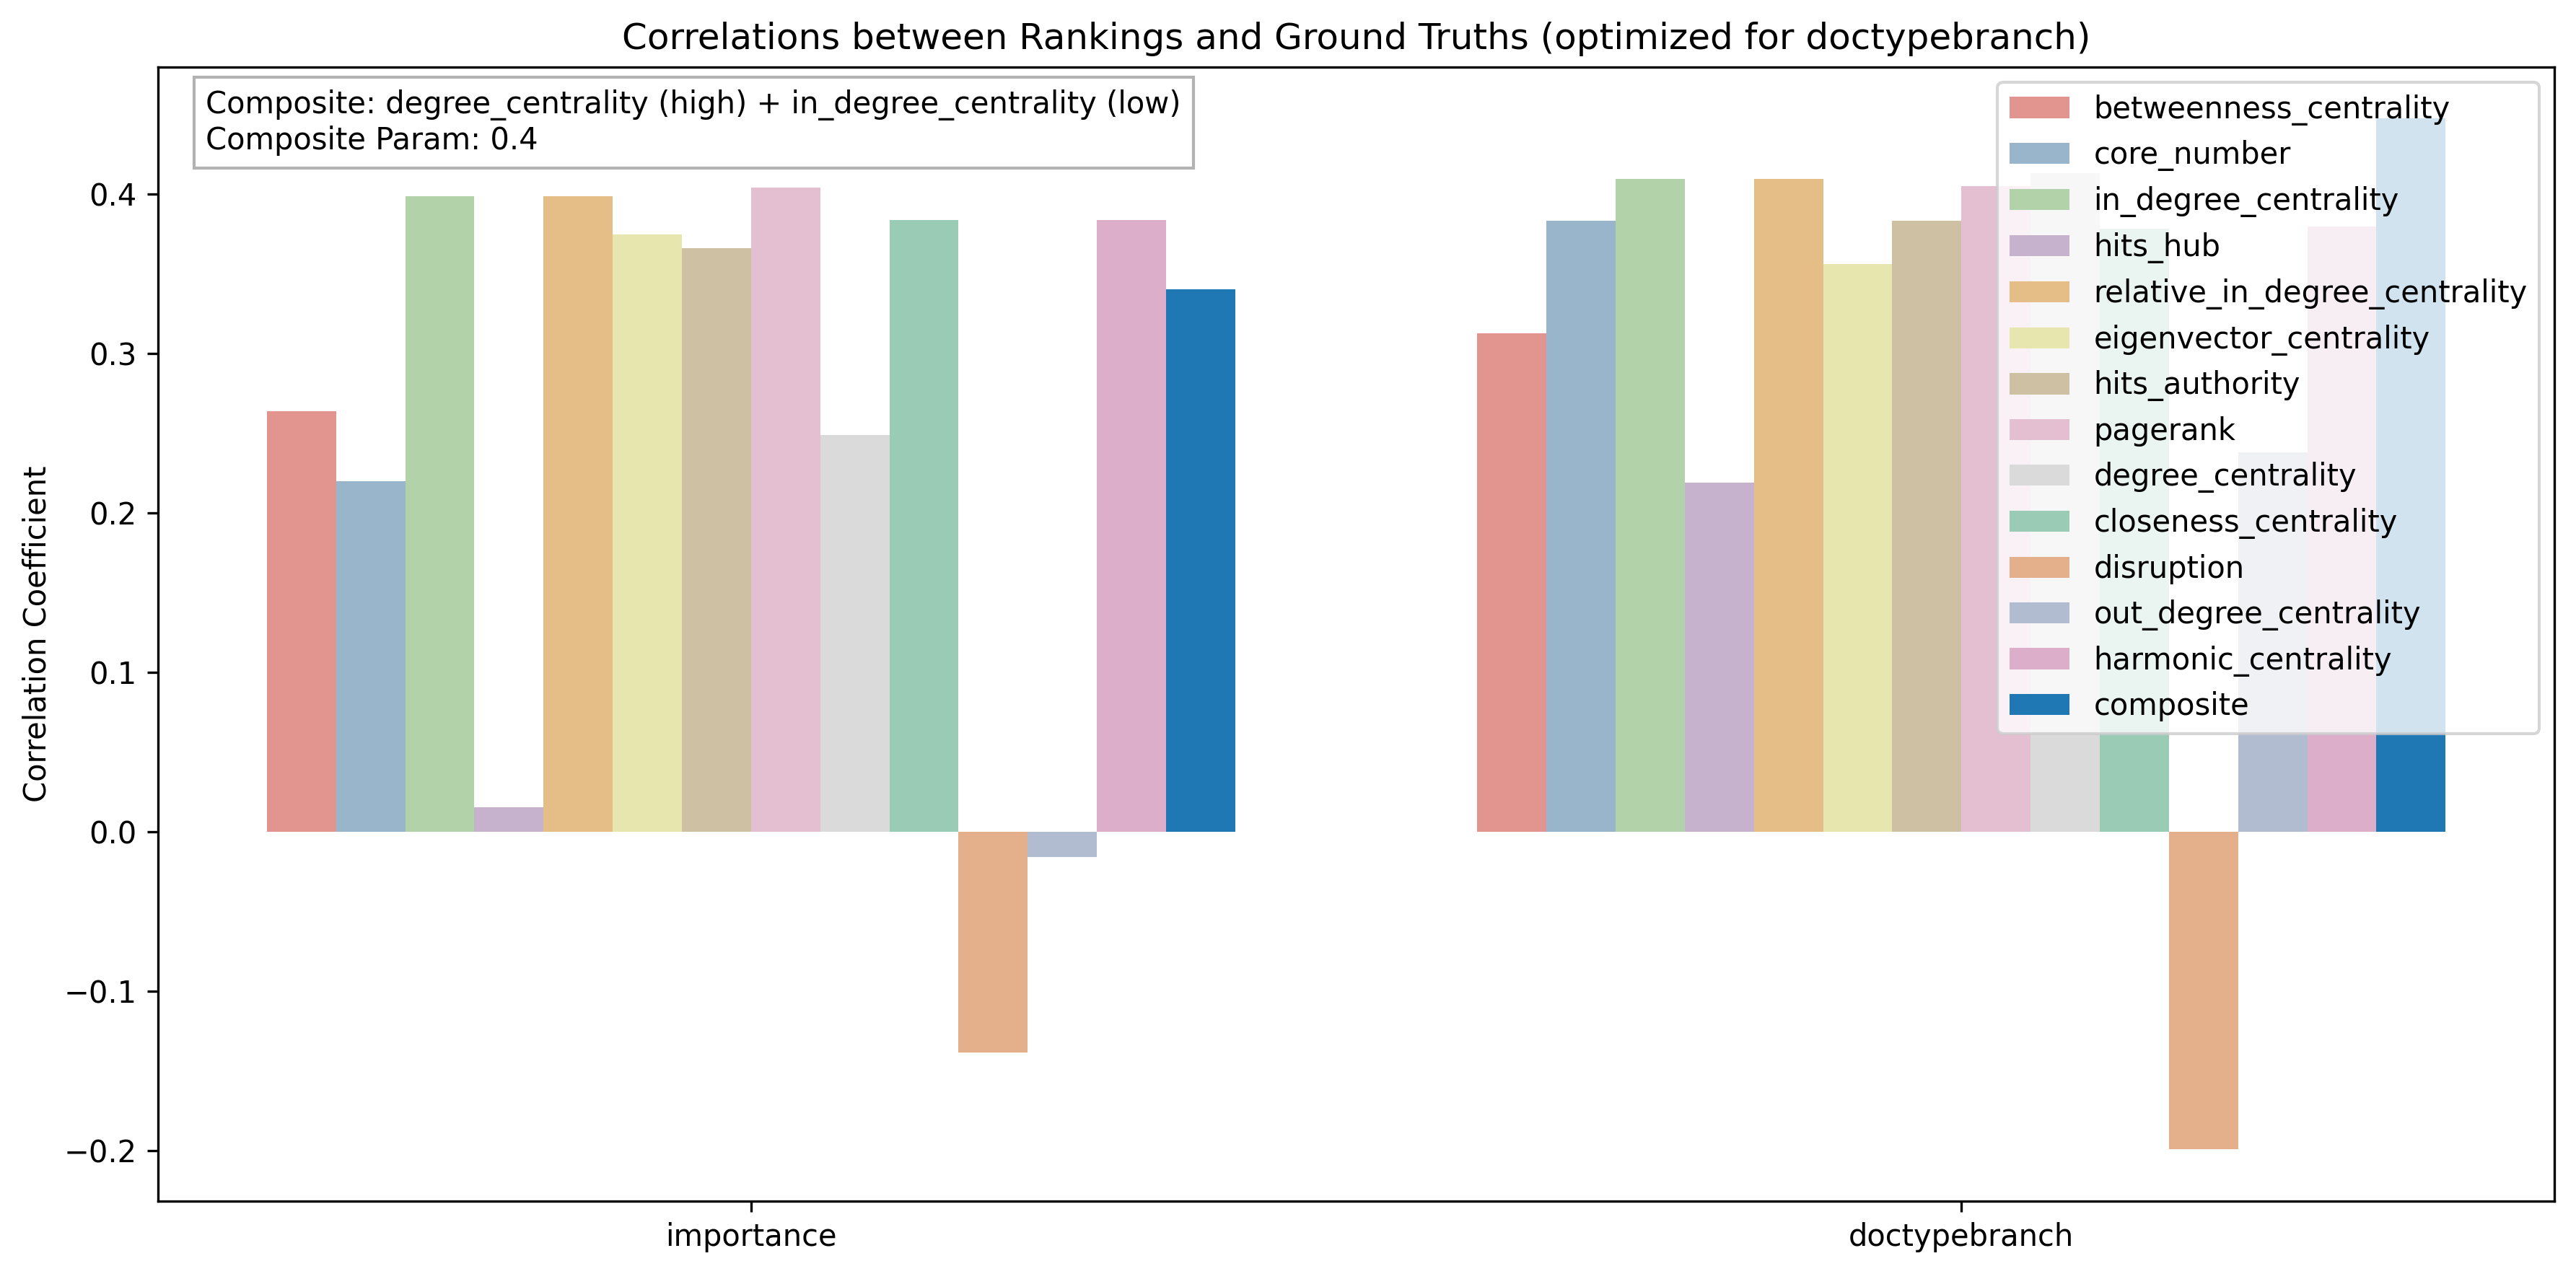 Correlations between Rankings and Ground Truths (optimized for doctypebranch)
Composite: degree_centrality (high) + in_degree_centrality (low)
Composite Param: 0.4
betweenness_centrality
core_number
in_degree_centrality
hits_hub
relative_in_degree_centrality
eigenvector_centrality
hits_authority
pagerank
degree_centrality
closeness_centrality
disruption
out_degree_centrality
harmonic_centrality
composite
Correlation Coefficient
0.4
0.3
0.2
0.1
0.0
−0.1
−0.2
importance
doctypebranch